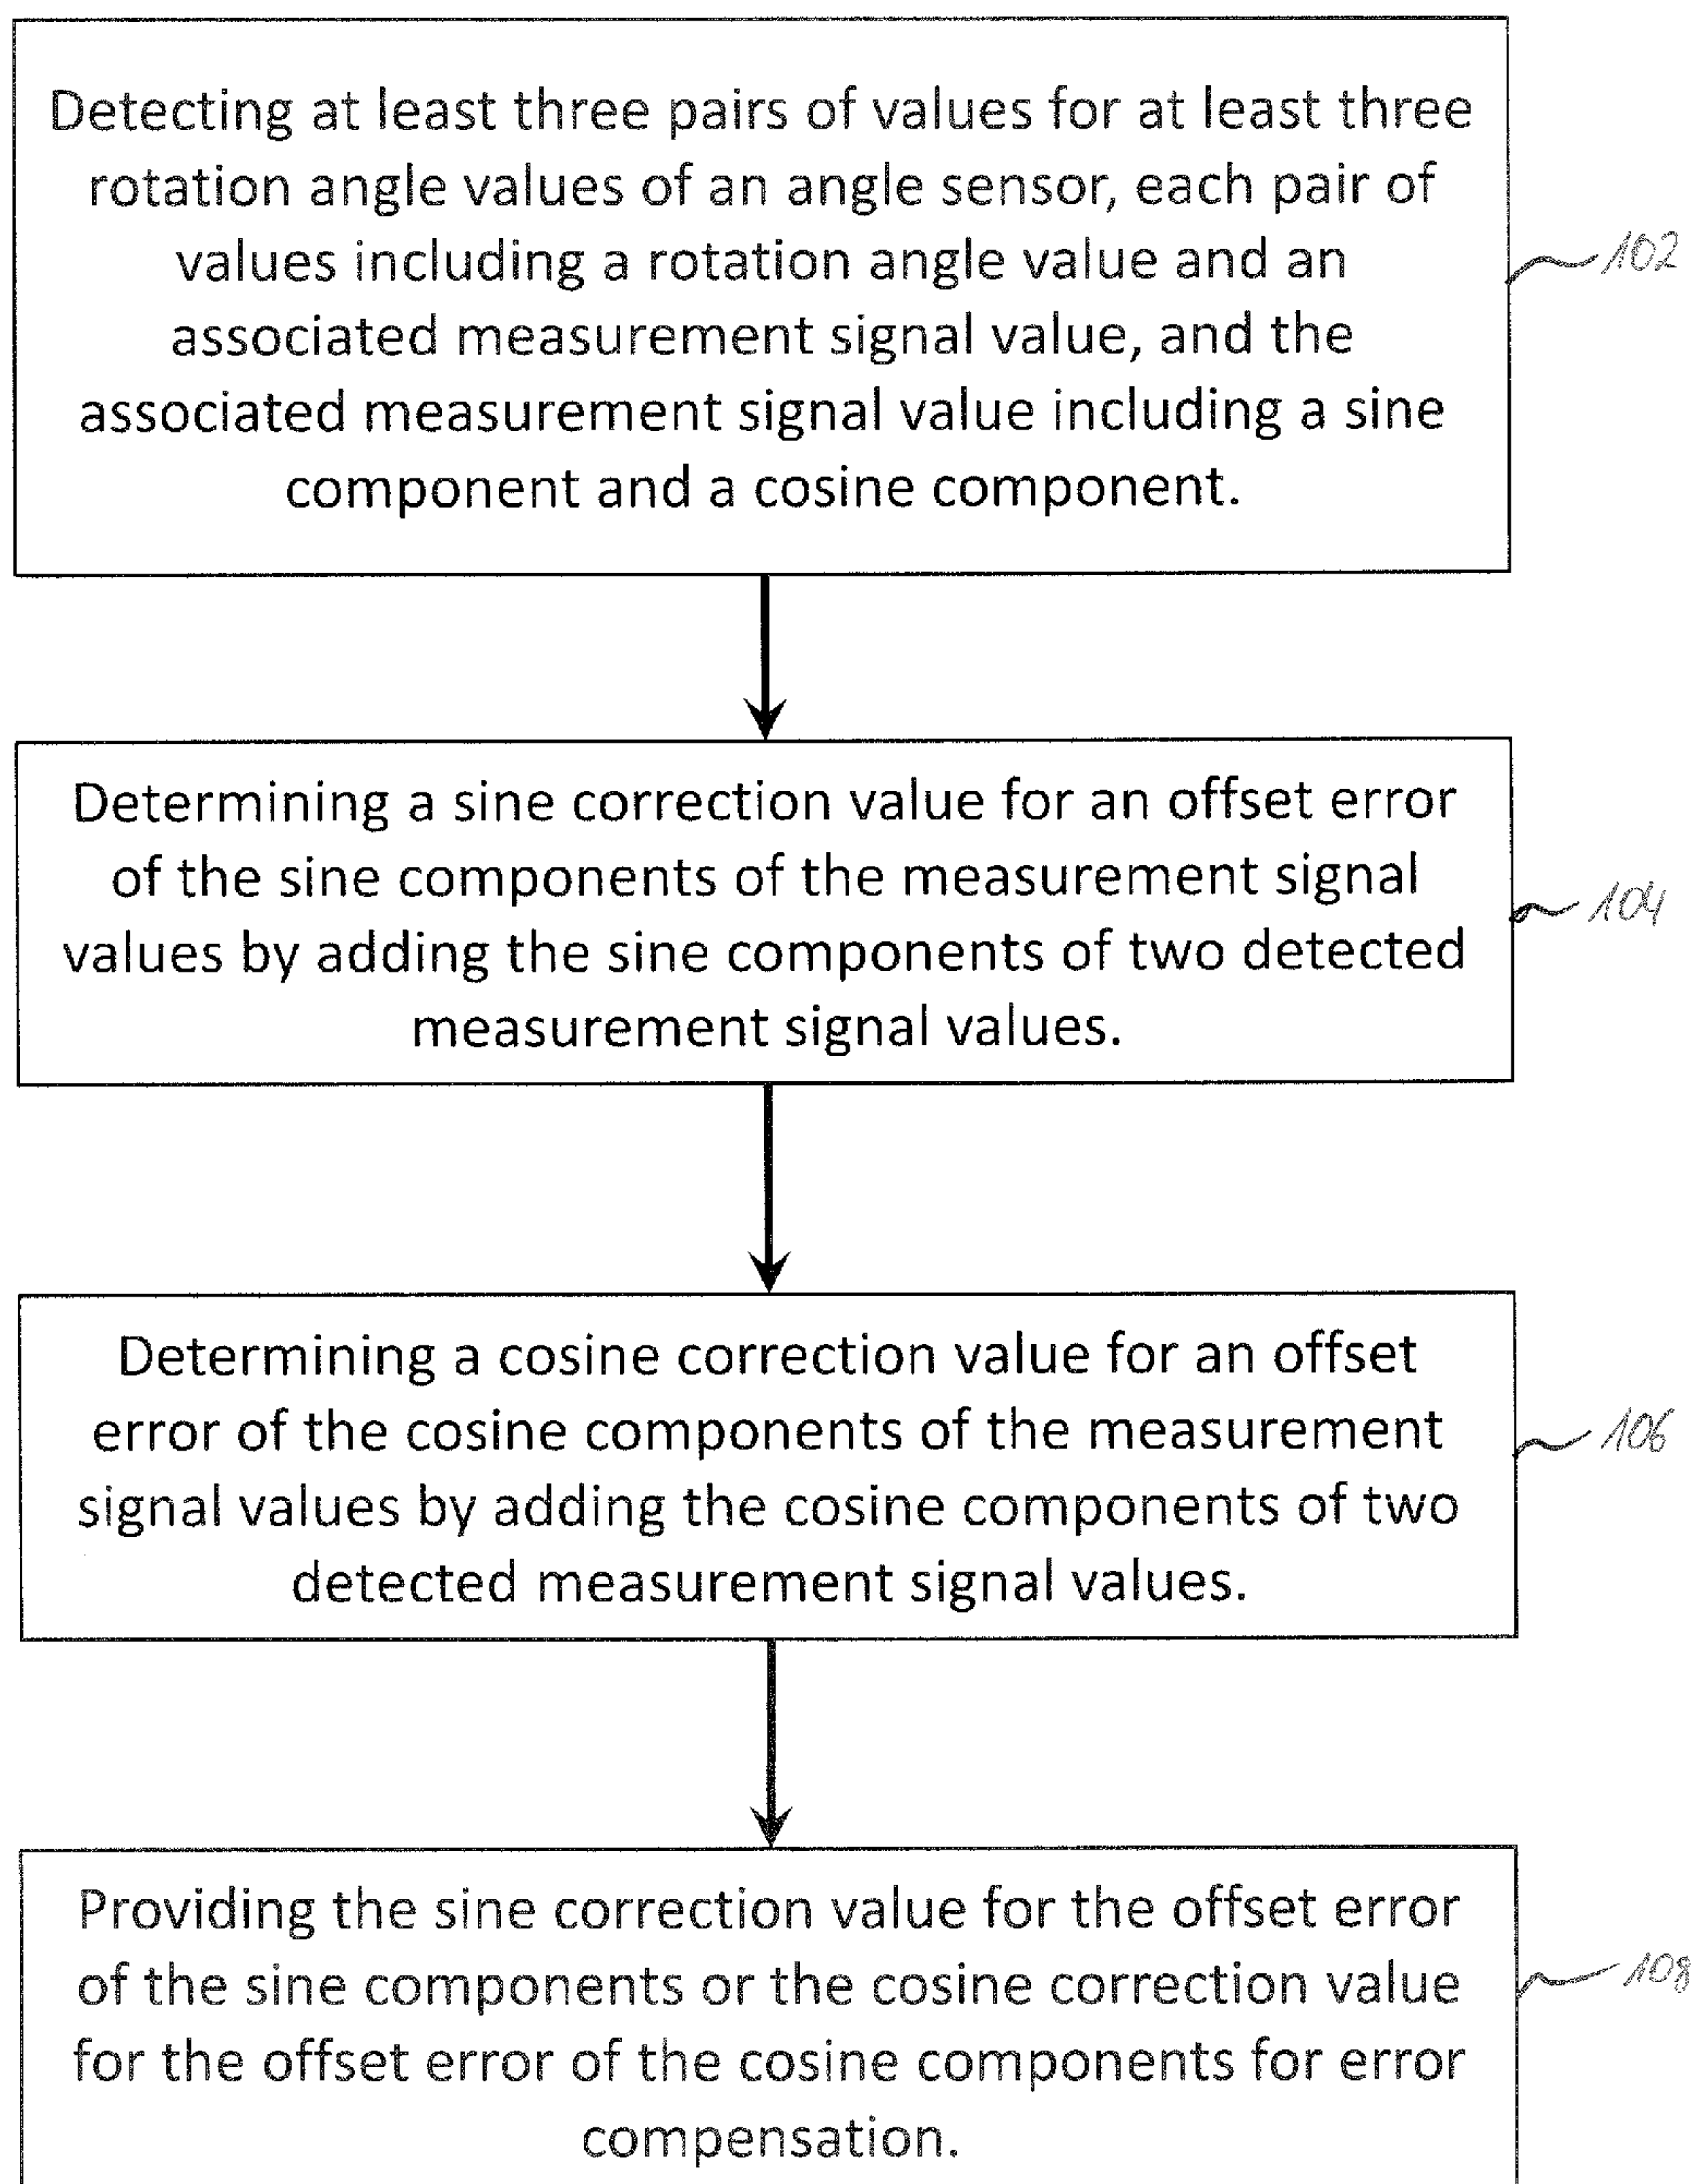 Detecting at least three pairs of values for at least three
rotation angle values of an angle sensor, each pair of
values including a rotation angle value and an
associated measurement signal value, and the
associated measurement signal value including a sine
component and a cosine component.
102
Determining a sine correction value for an offset error
of the sine components of the measurement signal
values by adding the sine components of two detected
measurement signal values.
104
Determining a cosine correction value for an offset
error of the cosine components of the measurement
signal values by adding the cosine components of two
detected measurement signal values.
106
Providing the sine correction value for the offset error
of the sine components or the cosine correction value
for the offset error of the cosine components for error
compensation.
108